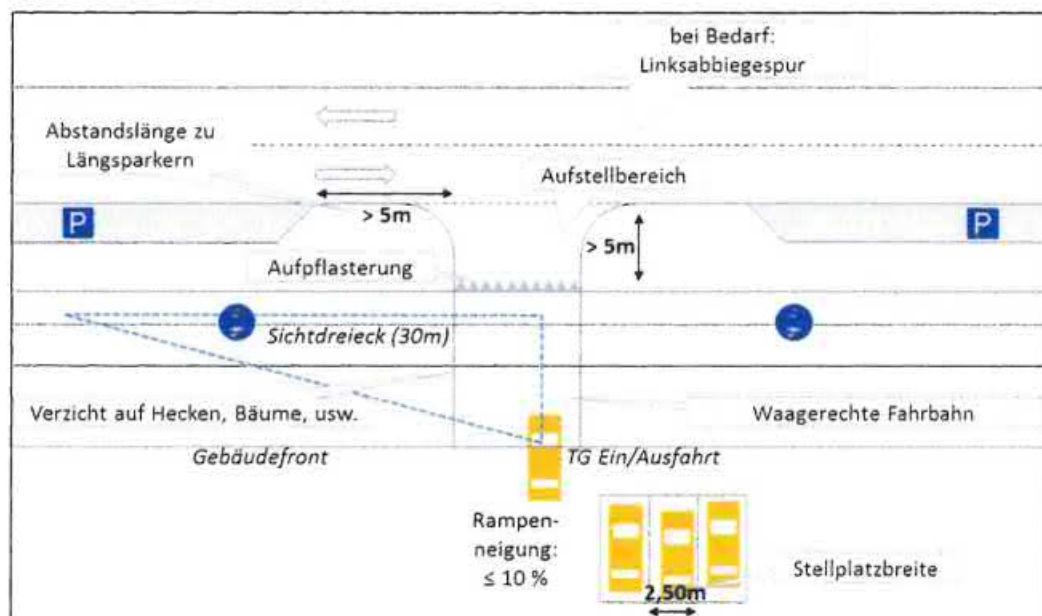 bei Bedarf:
Linksabbiegespur
Abstandslänge zu
Längsparkern
Aufstellbereich
P
> 5m
P
> 5m
Aufpflasterung
Sichtdreieck (30m)
Verzicht auf Hecken, Bäume, usw.
Waagerechte Fahrbahn
Gebäudefront
TG Ein/Ausfahrt
Rampen-
neigung:
≤ 10 %
Stellplatzbreite
2,50m